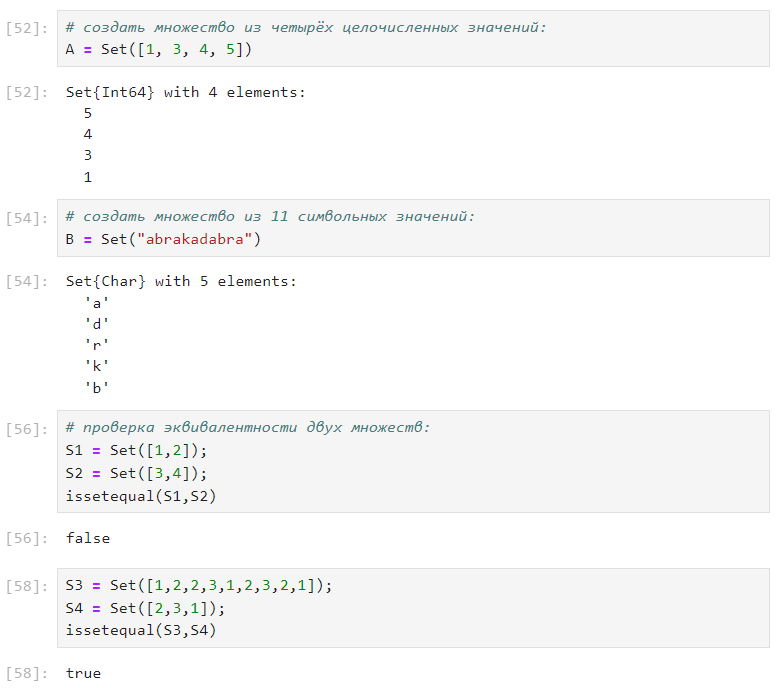 [52]: # создать множество из четырёх целочисленных значений:
A = Set([1, 3, 4, 5])
[52]: Set{Int64} with 4 elements:
5
4
3
1
[54]: # создать множество из 11 символьных значений:
B = Set("abrakadabra")
[54]: Set{Char} with 5 elements:
'a'
'd'
'r'
'k'
'b'
[56]: # проверка эквивалентности двух множеств:
S1 = Set([1,2]);
S2 = Set([3,4]);
issetequal(S1,S2)
[56]: false
[58]: S3 = Set([1,2,2,3,1,2,3,2,1]);
S4 = Set([2,3,1]);
issetequal(S3,S4)
[58]: true